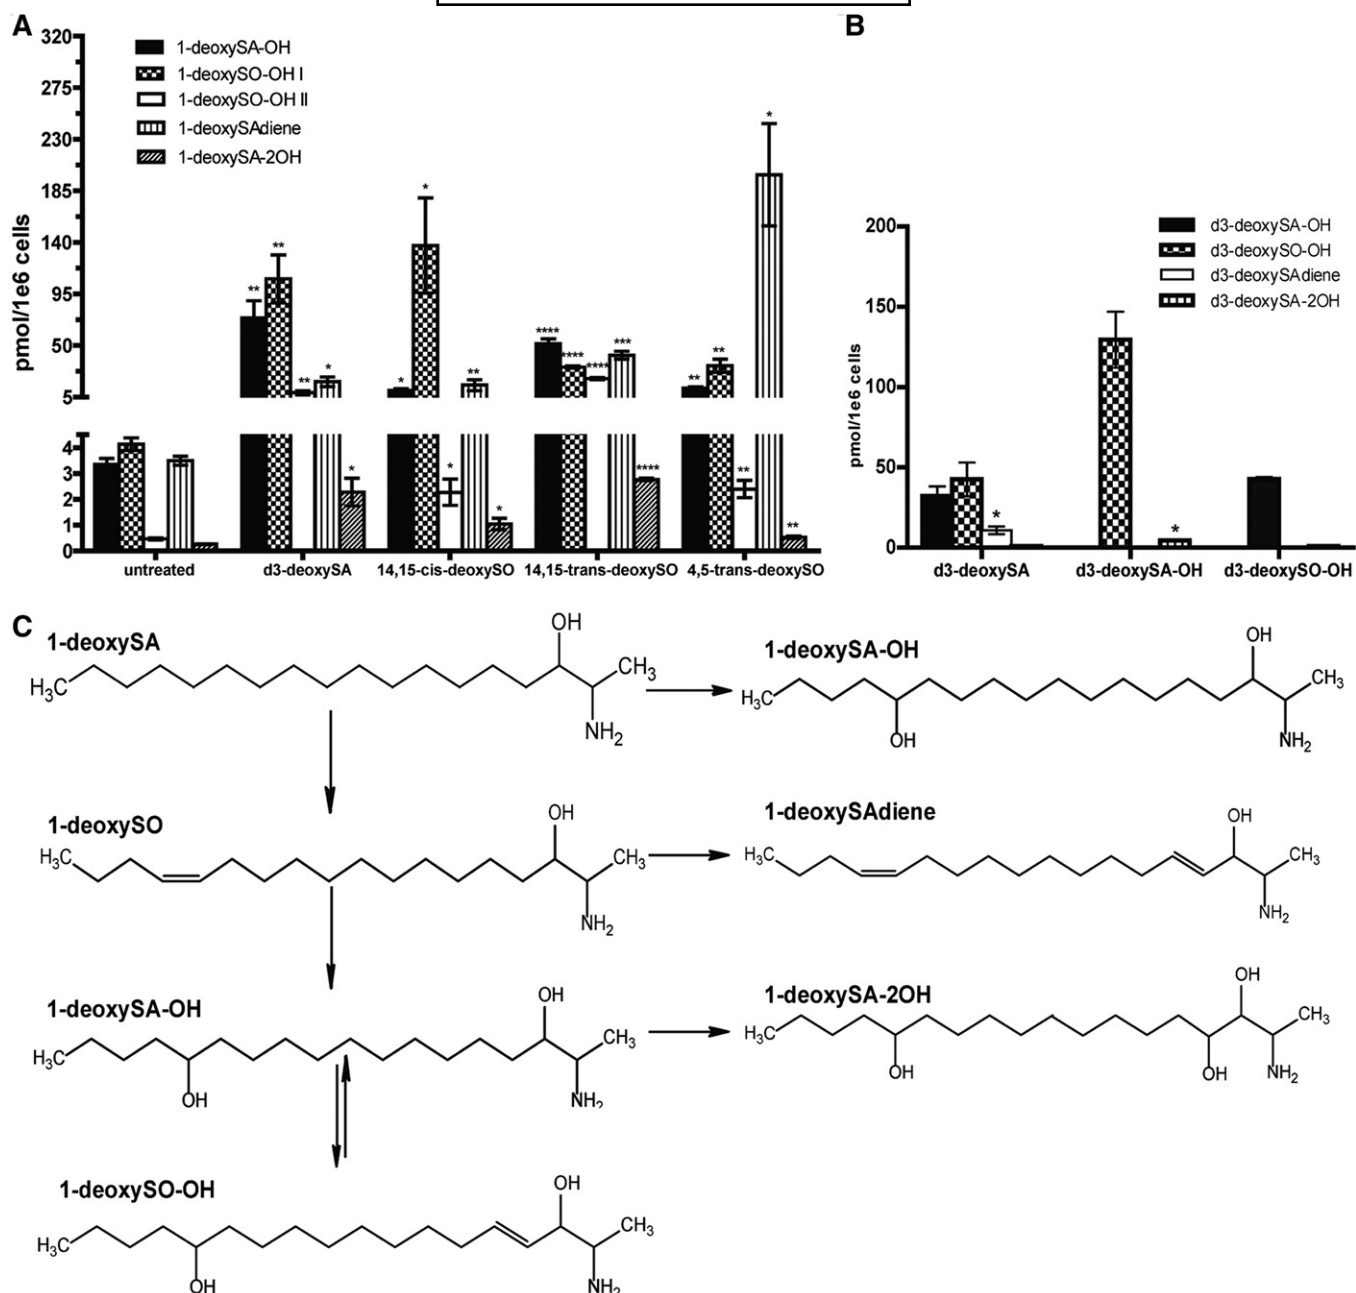 A
B
320
275
230
185
140
95
50
5
4
3
2
1
0
pmol/1e6 cells
1-deoxySA-OH
1-deoxySO-OH I
1-deoxySO-OH II
1-deoxySAdiene
1-deoxySA-2OH
** ** ** * *
* * * ** *
**** **** **** *** ****
** ** ** * **
untreated d3-deoxySA 14,15-cis-deoxySO 14,15-trans-deoxySO 4,5-trans-deoxySO
200
150
100
50
0
pmol/1e6 cells
d3-deoxySA-OH
d3-deoxySO-OH
d3-deoxySAdiene
d3-deoxySA-2OH
* *
d3-deoxySA d3-deoxySA-OH d3-deoxySO-OH
C
1-deoxySA
OH
H3C
CH3
NH2
1-deoxySA-OH
OH
H3C
CH3
OH
NH2
1-deoxySO
OH
H3C
CH3
NH2
1-deoxySAdiene
OH
H3C
CH3
NH2
1-deoxySA-OH
OH
H3C
CH3
OH
NH2
1-deoxySA-2OH
OH
H3C
CH3
OH
OH
NH2
1-deoxySO-OH
OH
H3C
CH3
OH
NH2